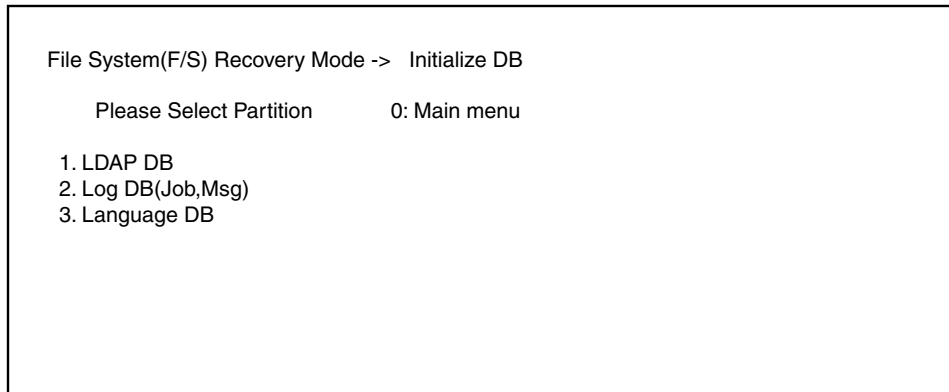 File System(F/S) Recovery Mode -> Initialize DB
Please Select Partition 0: Main menu
1. LDAP DB
2. Log DB(Job,Msg)
3. Language DB